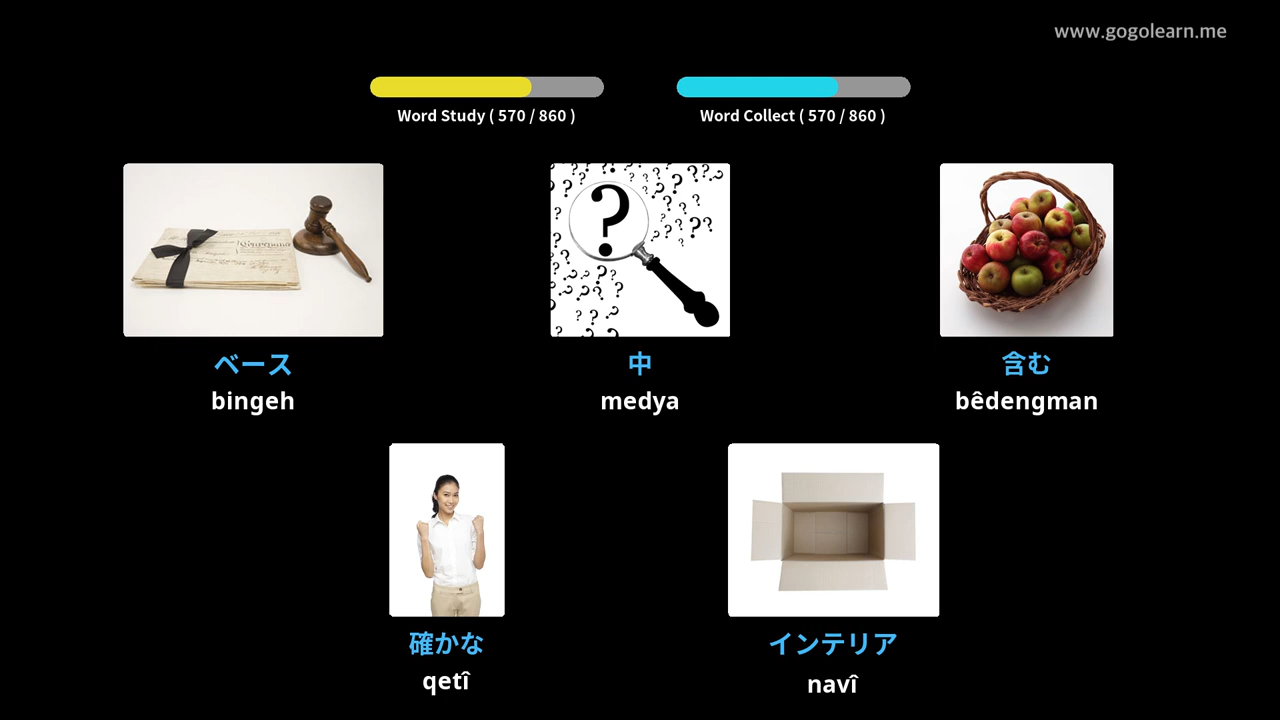 www.gogolearn.me
Word Study ( 570 / 860 )
Word Collect ( 570 / 860 )
ベース
bingeh
中
medya
含む
bêdengman
確かな
qetî
インテリア
navî